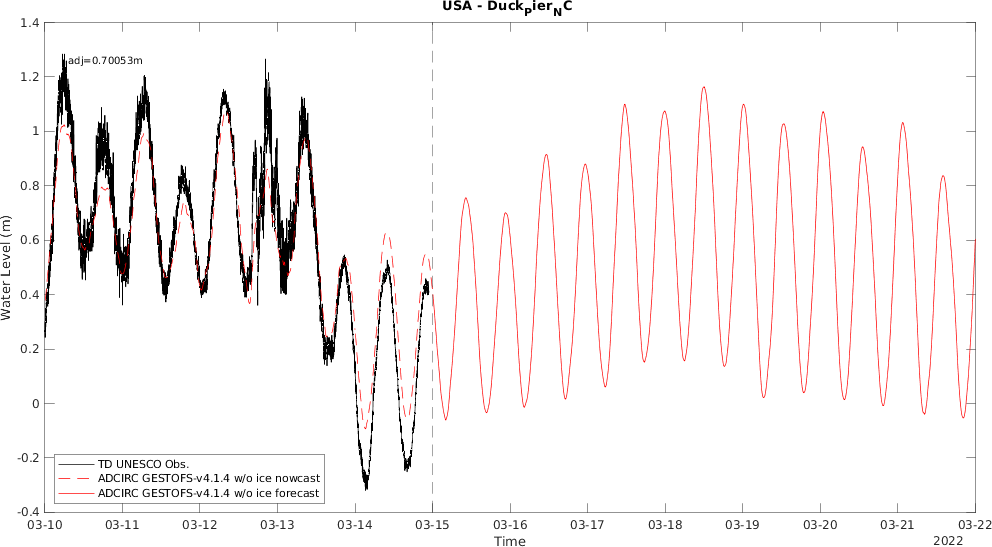 USA - Duck_Pier_NC
adj=0.70053m
1.4
1.2
1
0.8
0.6
0.4
0.2
0
-0.2
-0.4
Water Level (m)
TD UNESCO Obs.
ADCIRC GESTOFS-v4.1.4 w/o ice nowcast
ADCIRC GESTOFS-v4.1.4 w/o ice forecast
03-10 03-11 03-12 03-13 03-14 03-15 03-16 03-17 03-18 03-19 03-20 03-21 03-22
Time
2022